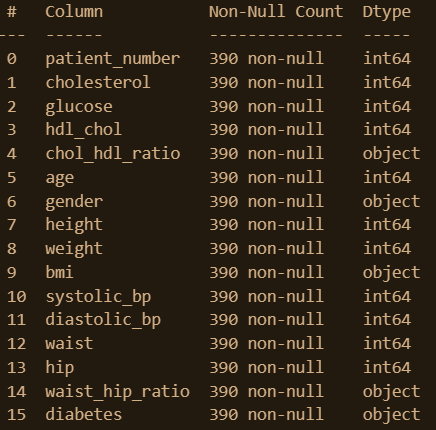 #   Column           Non-Null Count  Dtype
---  ------           --------------  -----
0   patient_number   390 non-null    int64
1   cholesterol      390 non-null    int64
2   glucose          390 non-null    int64
3   hdl_chol         390 non-null    int64
4   chol_hdl_ratio   390 non-null    object
5   age              390 non-null    int64
6   gender           390 non-null    object
7   height           390 non-null    int64
8   weight           390 non-null    int64
9   bmi              390 non-null    object
10  systolic_bp      390 non-null    int64
11  diastolic_bp     390 non-null    int64
12  waist            390 non-null    int64
13  hip              390 non-null    int64
14  waist_hip_ratio  390 non-null    object
15  diabetes         390 non-null    object